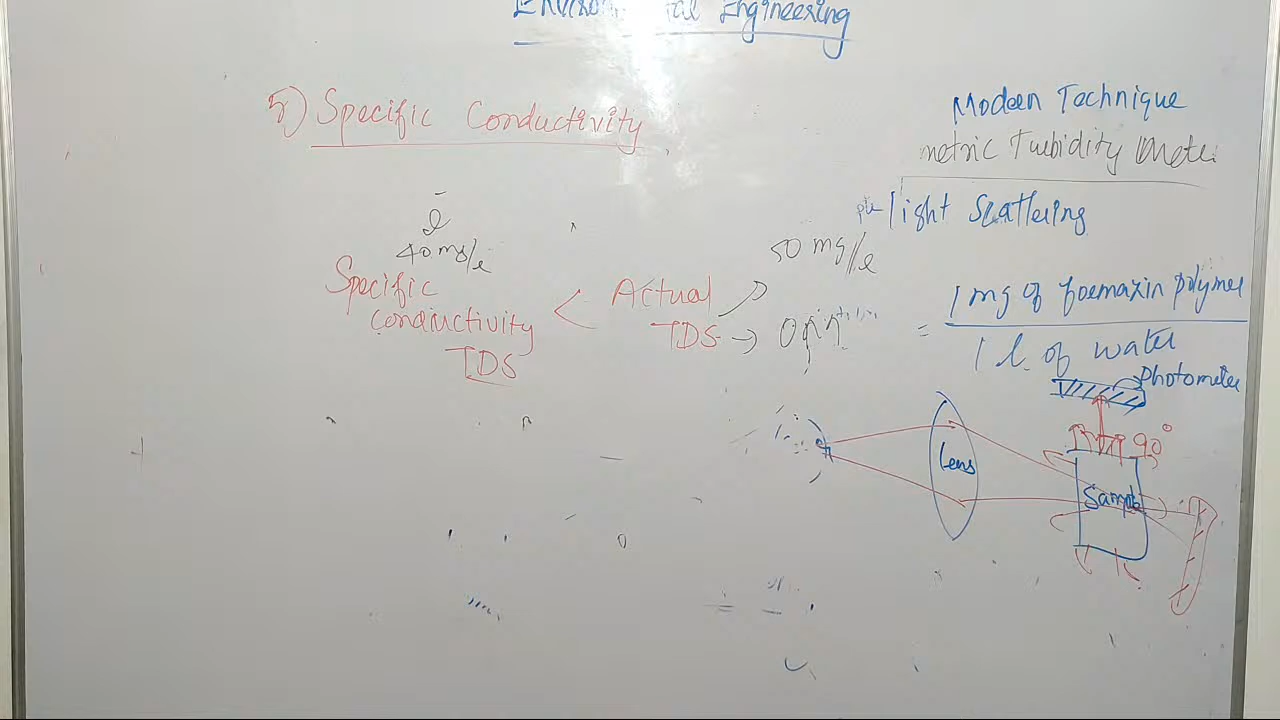 Environmental Engineering
5) Specific Conductivity
Modern Technique
metric Turbidity Meter
light Scattering
40 mg/l
50 mg/l
Specific
conductivity
TDS
< Actual
TDS →
= 1 mg of formazin polymer
1 l. of water
Photometer
90°
Lens
Sample